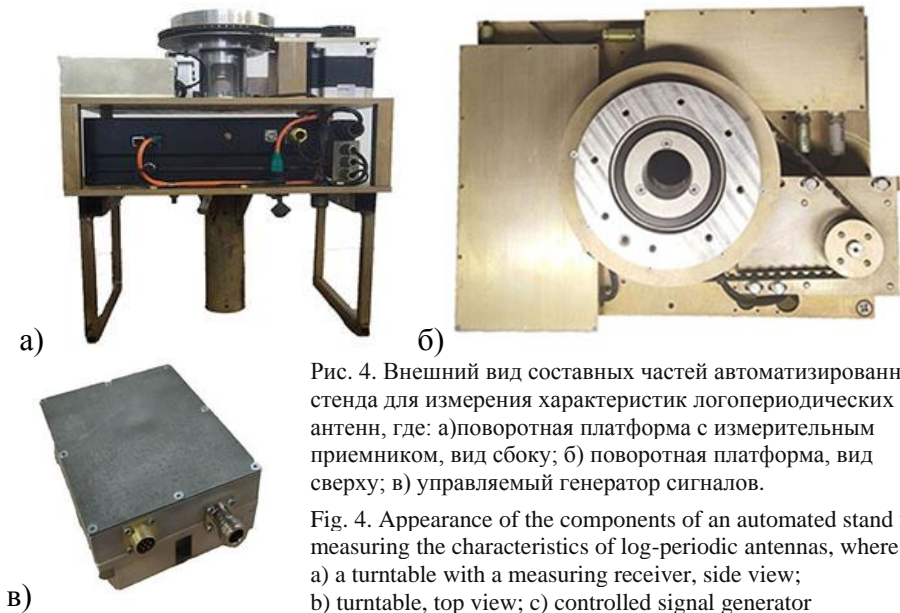 а)
б)
в)
Рис. 4. Внешний вид составных частей автоматизированн
стенда для измерения характеристик логопериодических
антенн, где: а)поворотная платформа с измерительным
приемником, вид сбоку; б) поворотная платформа, вид
сверху; в) управляемый генератор сигналов.
Fig. 4. Appearance of the components of an automated stand
measuring the characteristics of log-periodic antennas, where
a) a turntable with a measuring receiver, side view;
b) turntable, top view; c) controlled signal generator